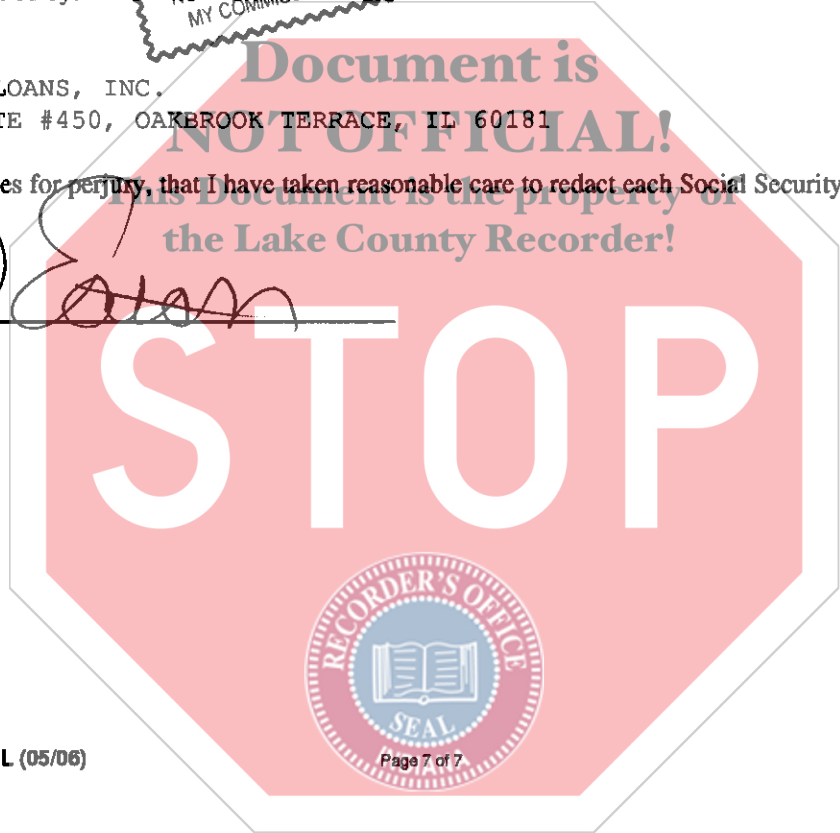 MY COMMIS
Document is
LOANS, INC.
TE #450, OAKBROOK TERRACE, IL 60181
NOT OFFICIAL!
es for perjury, that I have taken reasonable care to redact each Social Security
This Document is the property of
the Lake County Recorder!
STOP
RECORDER'S OFFICE
SEAL
INDIANA
L (05/06)
Page 7 of 7